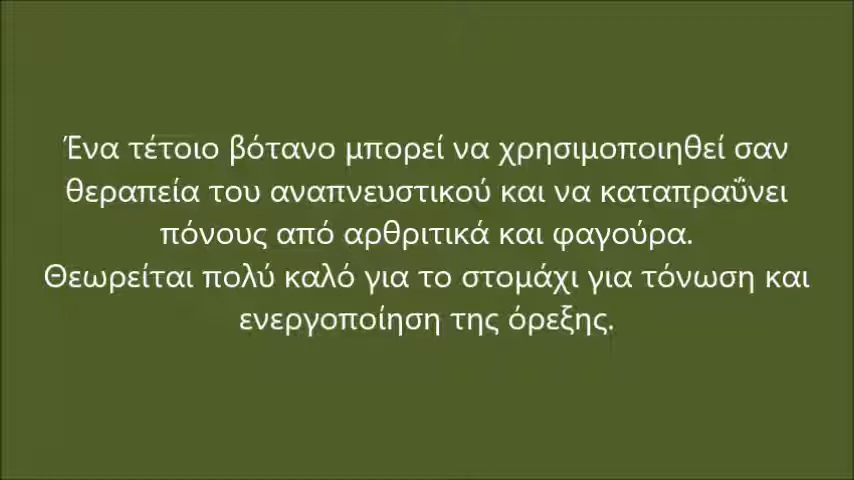 Ένα τέτοιο βότανο μπορεί να χρησιμοποιηθεί σαν
θεραπεία του αναπνευστικού και να καταπραΰνει
πόνους από αρθριτικά και φαγούρα.
Θεωρείται πολύ καλό για το στομάχι για τόνωση και
ενεργοποίηση της όρεξης.